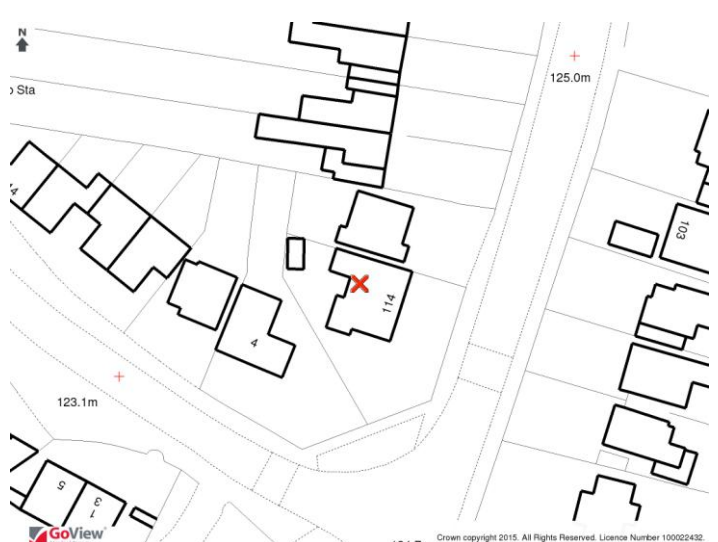 N
125.0m
Sta
103
114
4
123.1m
5
1
3
GoView
Crown copyright 2015. All Rights Reserved. Licence Number 100022432.